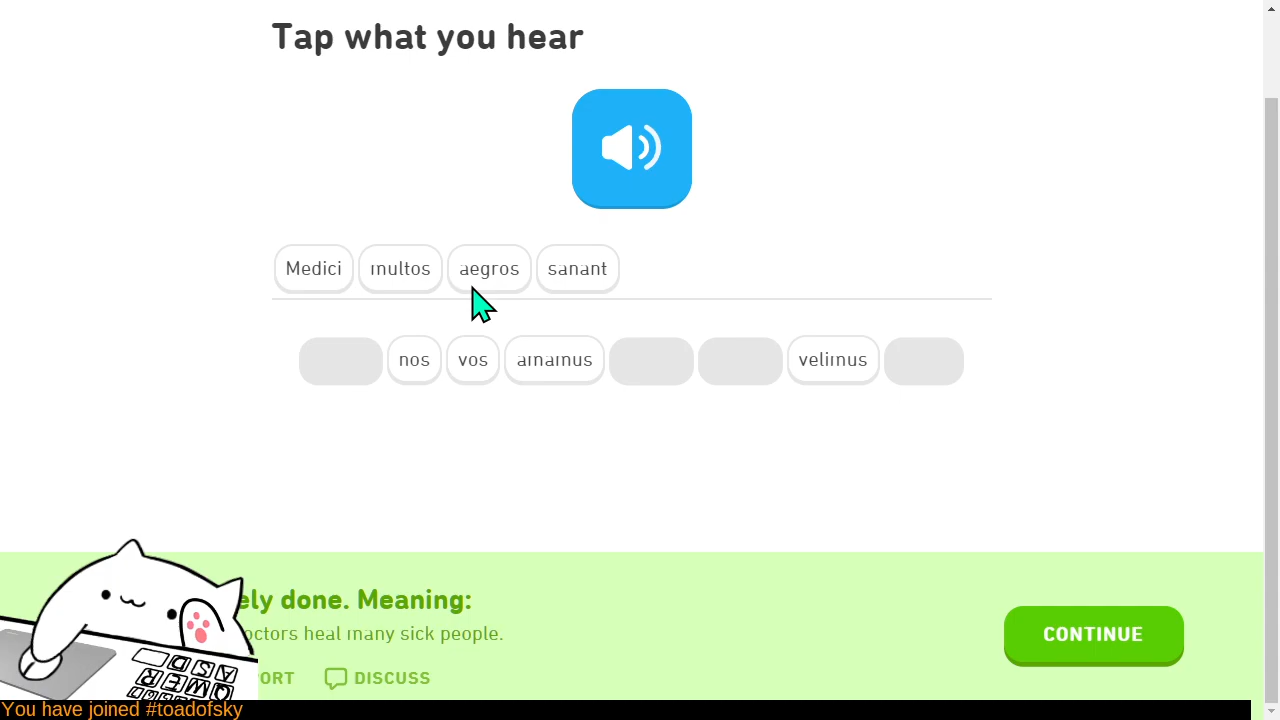 Tap what you hear
Medici multos aegros sanant
nos vos amamus velimus
ely done. Meaning:
octors heal many sick people.
PORT DISCUSS
CONTINUE
A S D
Q W E R
You have joined #toadofsky